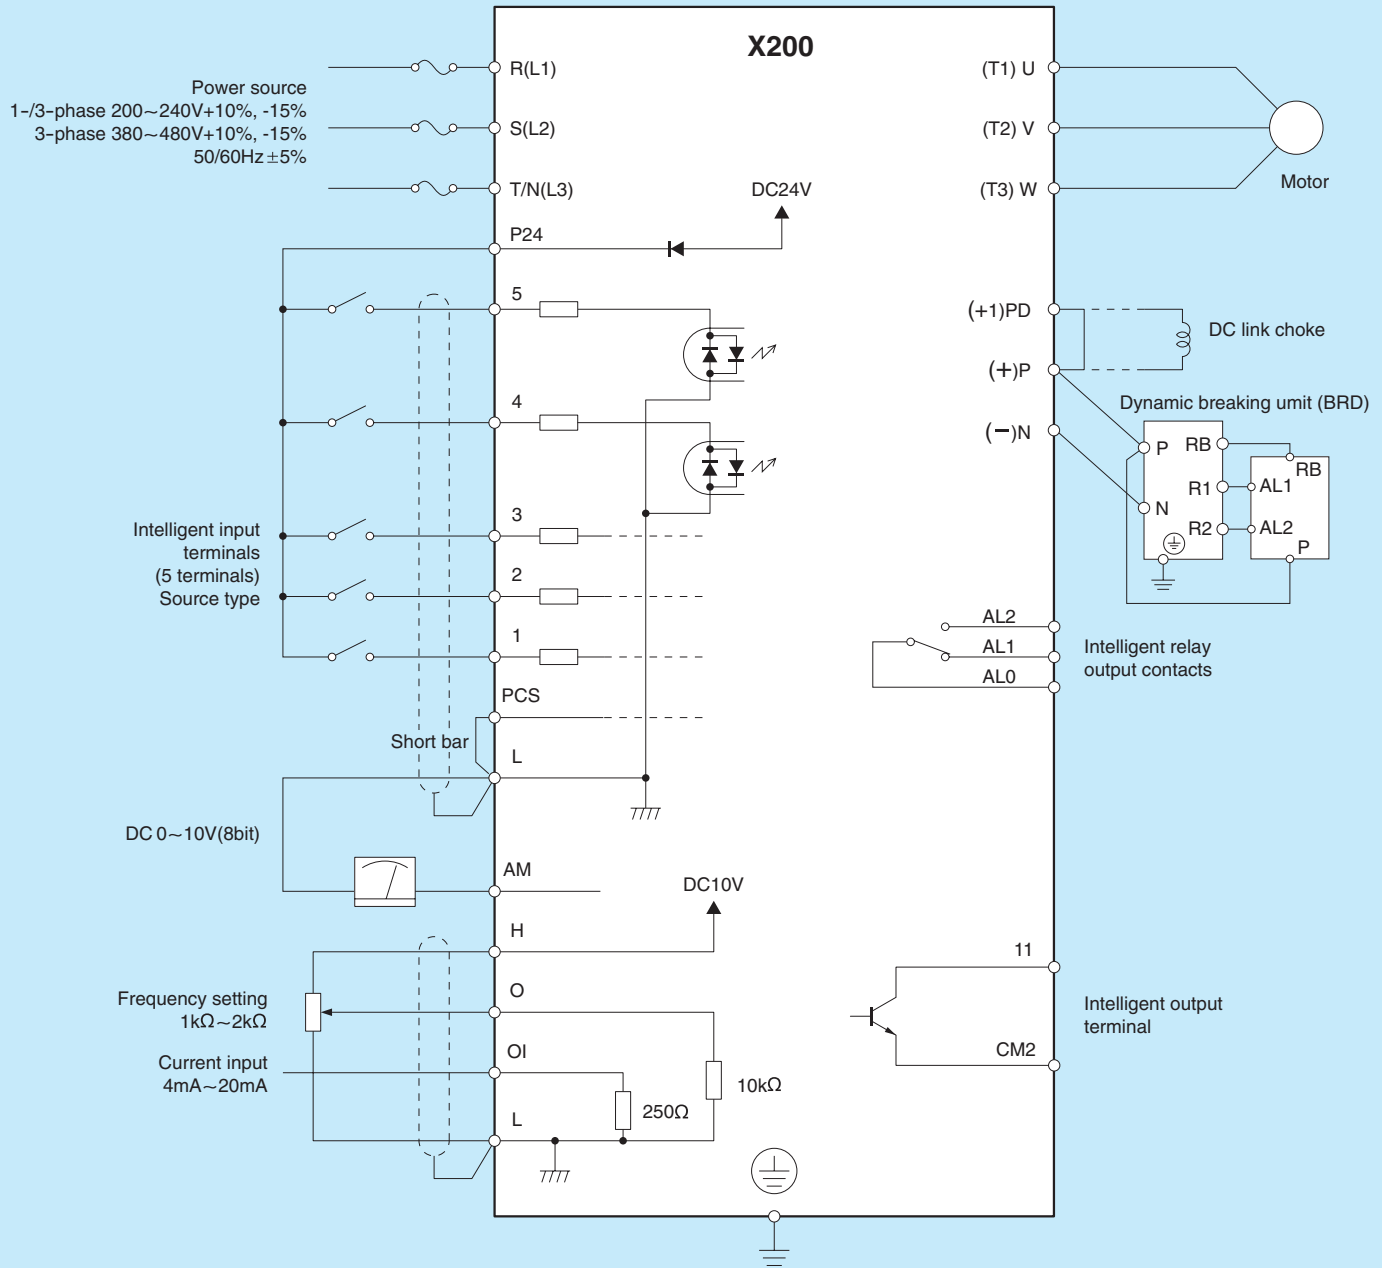 X200
Power source
1-/3-phase 200~240V+10%, -15%
3-phase 380~480V+10%, -15%
50/60Hz±5%
R(L1)
S(L2)
T/N(L3)
P24
DC24V
5
4
3
2
1
Intelligent input
terminals
(5 terminals)
Source type
PCS
Short bar
L
DC 0~10V(8bit)
AM
H
DC10V
O
Frequency setting
1kΩ~2kΩ
OI
Current input
4mA~20mA
L
250Ω
10kΩ
(T1) U
(T2) V
(T3) W
Motor
(+1)PD
DC link choke
(+)P
(−)N
Dynamic breaking unit (BRD)
P
RB
RB
R1
AL1
N
R2
AL2
P
AL2
AL1
AL0
Intelligent relay
output contacts
11
CM2
Intelligent output
terminal